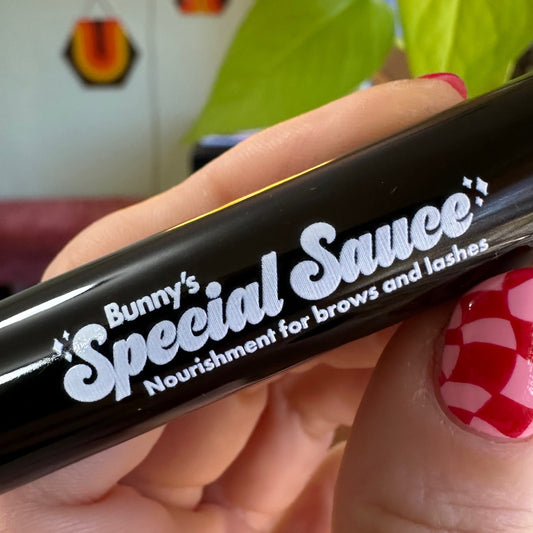 Bunny's
Special Sauce
Nourishment for brows and lashes